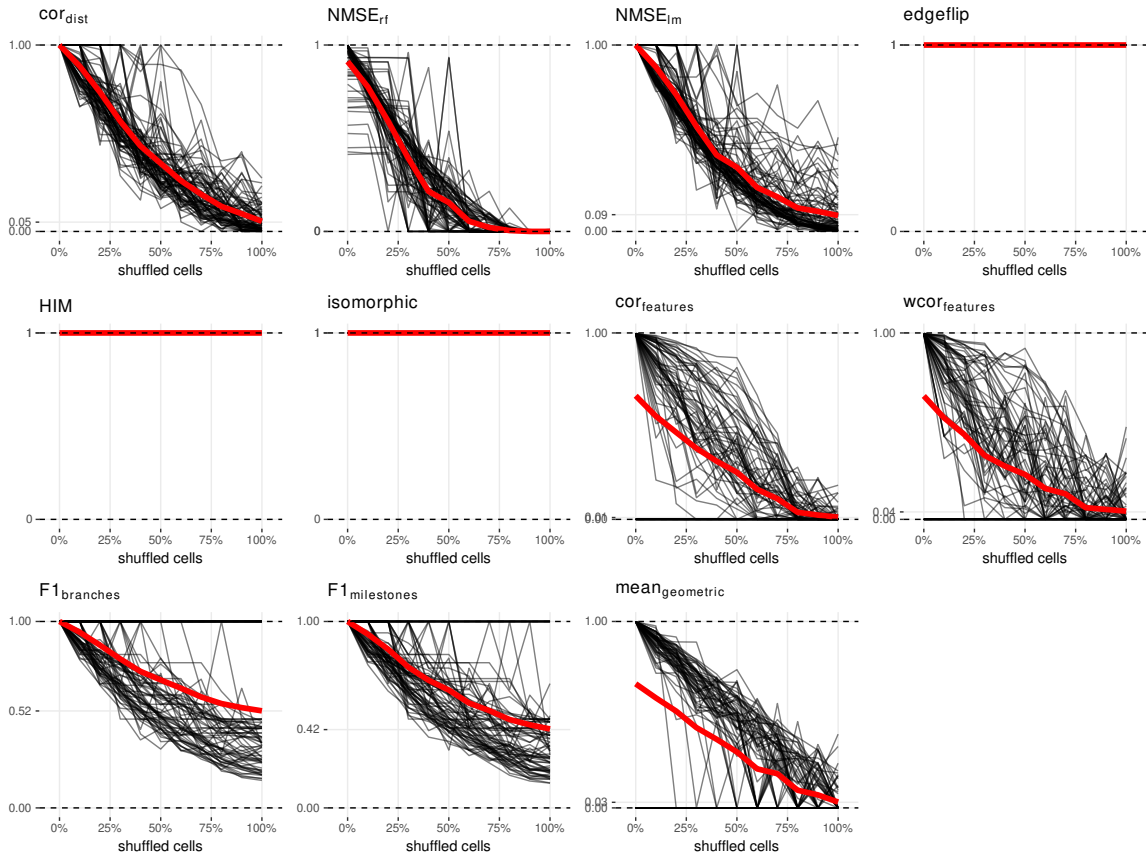 cor_dist
1.00
0.05
0.00
0% 25% 50% 75% 100%
shuffled cells
NMSE_rf
1
0
0% 25% 50% 75% 100%
shuffled cells
NMSE_lm
1.00
0.09
0.00
0% 25% 50% 75% 100%
shuffled cells
edgeflip
1
0
0% 25% 50% 75% 100%
shuffled cells
HIM
1
0
0% 25% 50% 75% 100%
shuffled cells
isomorphic
1
0
0% 25% 50% 75% 100%
shuffled cells
cor_features
1.00
0.01
0.00
0% 25% 50% 75% 100%
shuffled cells
wcor_features
1.00
0.04
0.00
0% 25% 50% 75% 100%
shuffled cells
F1_branches
1.00
0.52
0.00
0% 25% 50% 75% 100%
shuffled cells
F1_milestones
1.00
0.42
0.00
0% 25% 50% 75% 100%
shuffled cells
mean_geometric
1.00
0.03
0.00
0% 25% 50% 75% 100%
shuffled cells